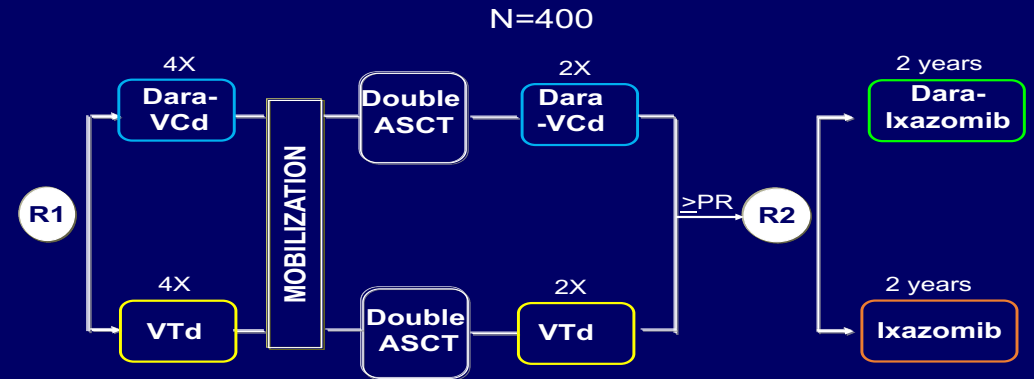 N=400
4X
Dara-
VCd
Double
ASCT
2X
Dara
-VCd
2 years
Dara-
Ixazomib
R1
MOBILIZATION
≥PR
R2
4X
VTd
Double
ASCT
2X
VTd
2 years
Ixazomib